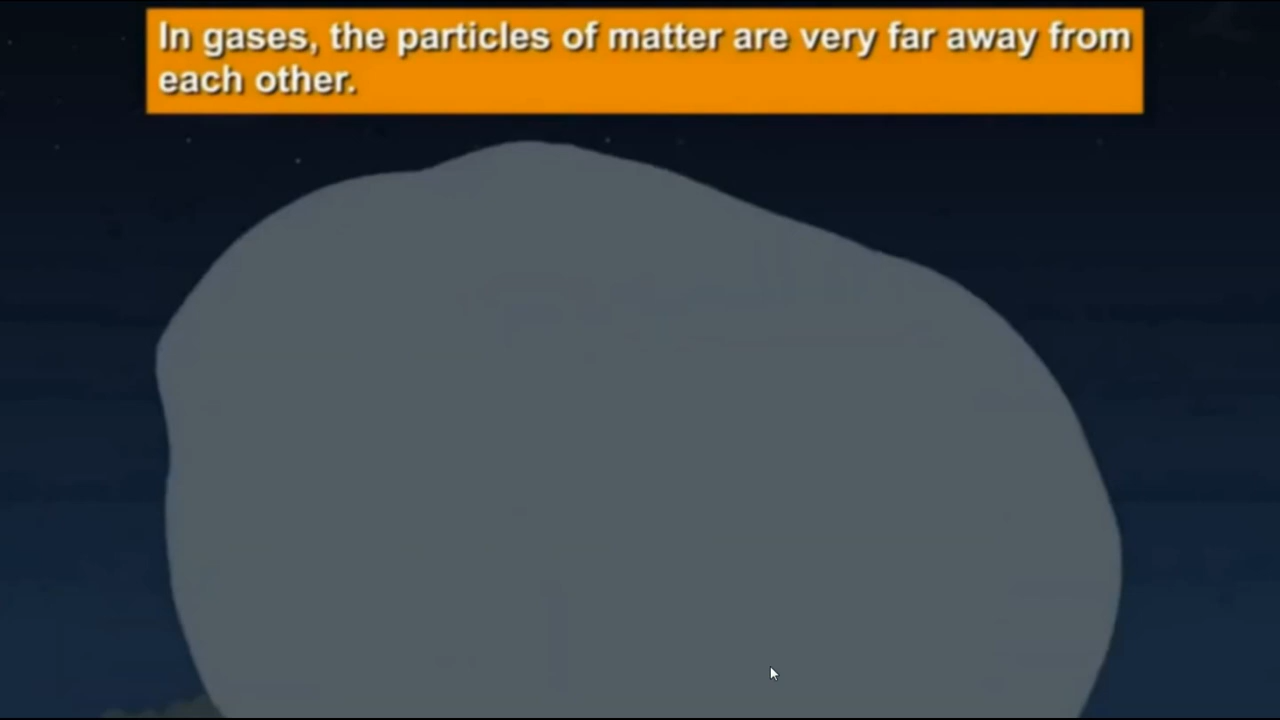 In gases, the particles of matter are very far away from
each other.